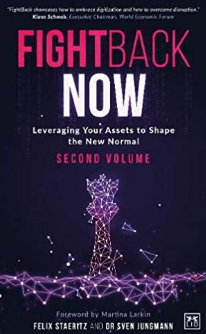 "FightBack showcases how to embrace digitization and how to overcome disruption."
Klaus Schwab, Executive Chairman, World Economic Forum
FIGHTBACK
NOW
Leveraging Your Assets to Shape
the New Normal
SECOND VOLUME
Foreword by Martina Larkin
FELIX STAERITZ AND DR SVEN JUNGMANN
LID